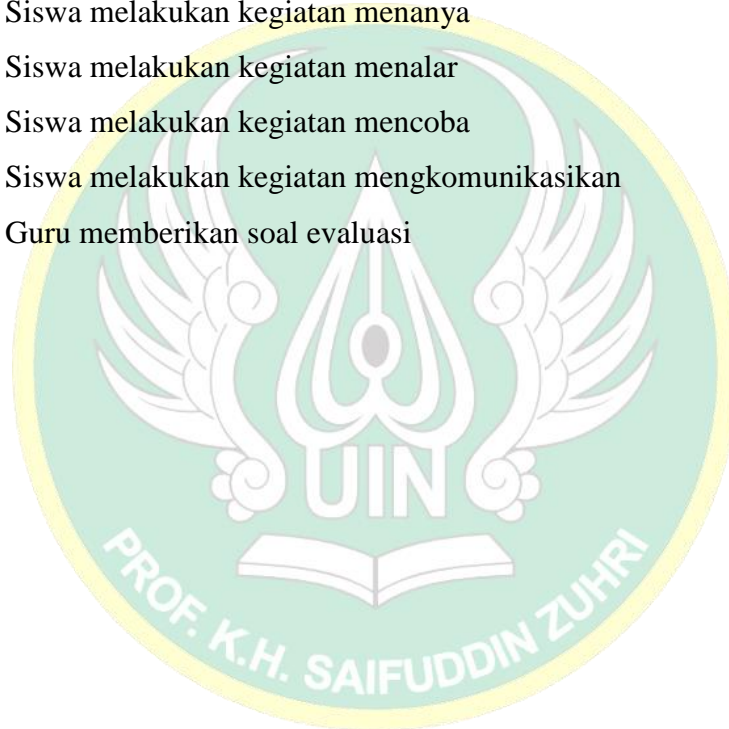 Siswa melakukan kegiatan menanya
Siswa melakukan kegiatan menalar
Siswa melakukan kegiatan mencoba
Siswa melakukan kegiatan mengkomunikasikan
Guru memberikan soal evaluasi
UIN
PROF. K.H. SAIFUDDIN ZUHRI